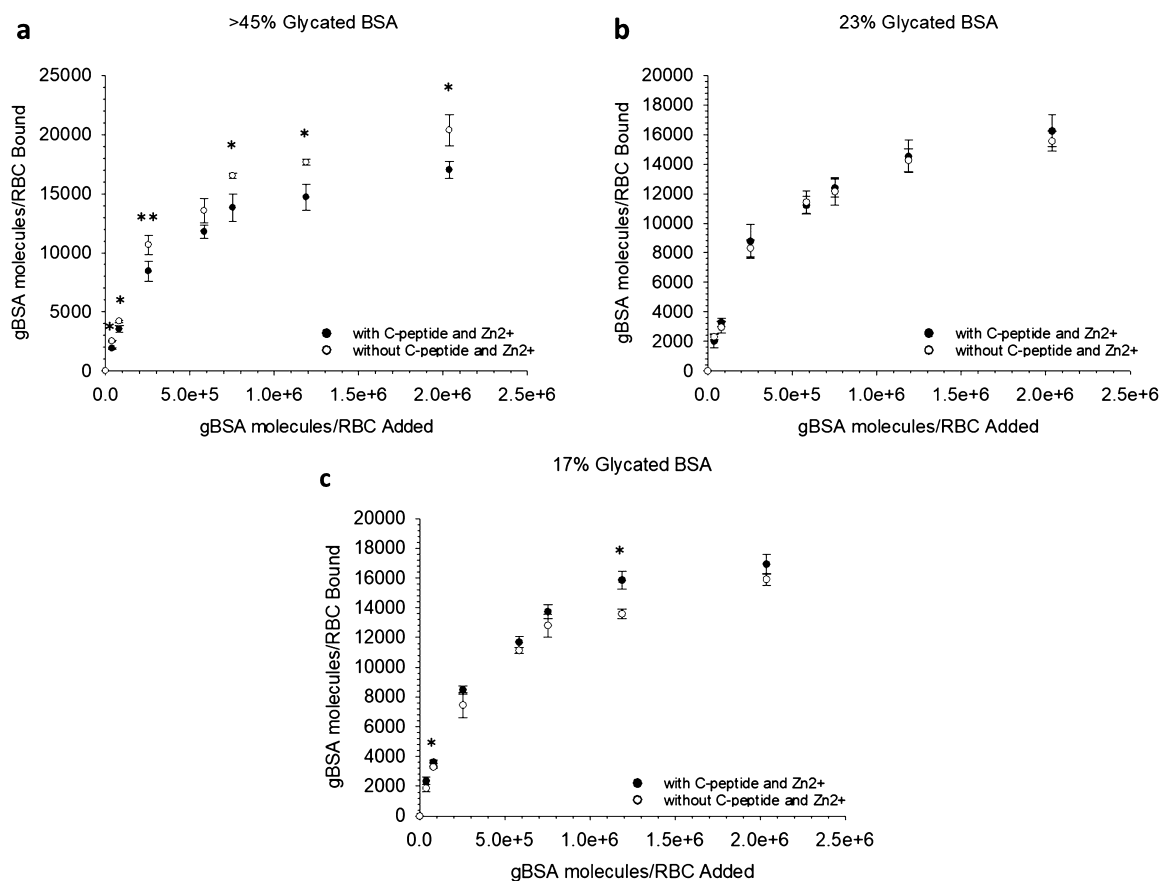 a
>45% Glycated BSA
gBSA molecules/RBC Bound
25000
20000
15000
10000
5000
0
*
**
*
*
*
*
with C-peptide and Zn2+
without C-peptide and Zn2+
0.0 5.0e+5 1.0e+6 1.5e+6 2.0e+6 2.5e+6
gBSA molecules/RBC Added
b
23% Glycated BSA
gBSA molecules/RBC Bound
20000
18000
16000
14000
12000
10000
8000
6000
4000
2000
0
with C-peptide and Zn2+
without C-peptide and Zn2+
0.0 5.0e+5 1.0e+6 1.5e+6 2.0e+6 2.5e+6
gBSA molecules/RBC Added
c
17% Glycated BSA
gBSA molecules/RBC Bound
20000
18000
16000
14000
12000
10000
8000
6000
4000
2000
0
*
*
with C-peptide and Zn2+
without C-peptide and Zn2+
0.0 5.0e+5 1.0e+6 1.5e+6 2.0e+6 2.5e+6
gBSA molecules/RBC Added